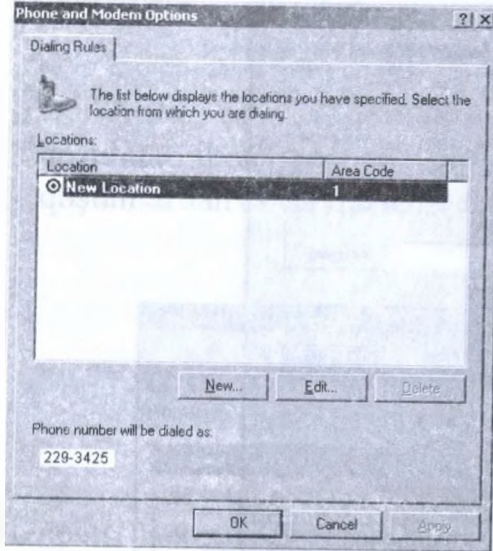 Phone and Modem Options
Dialing Rules
The list below displays the locations you have specified. Select the
location from which you are dialing.
Locations:
Location Area Code
New Location 1
New... Edit... Delete
Phone number will be dialed as:
229-3425
OK Cancel Apply